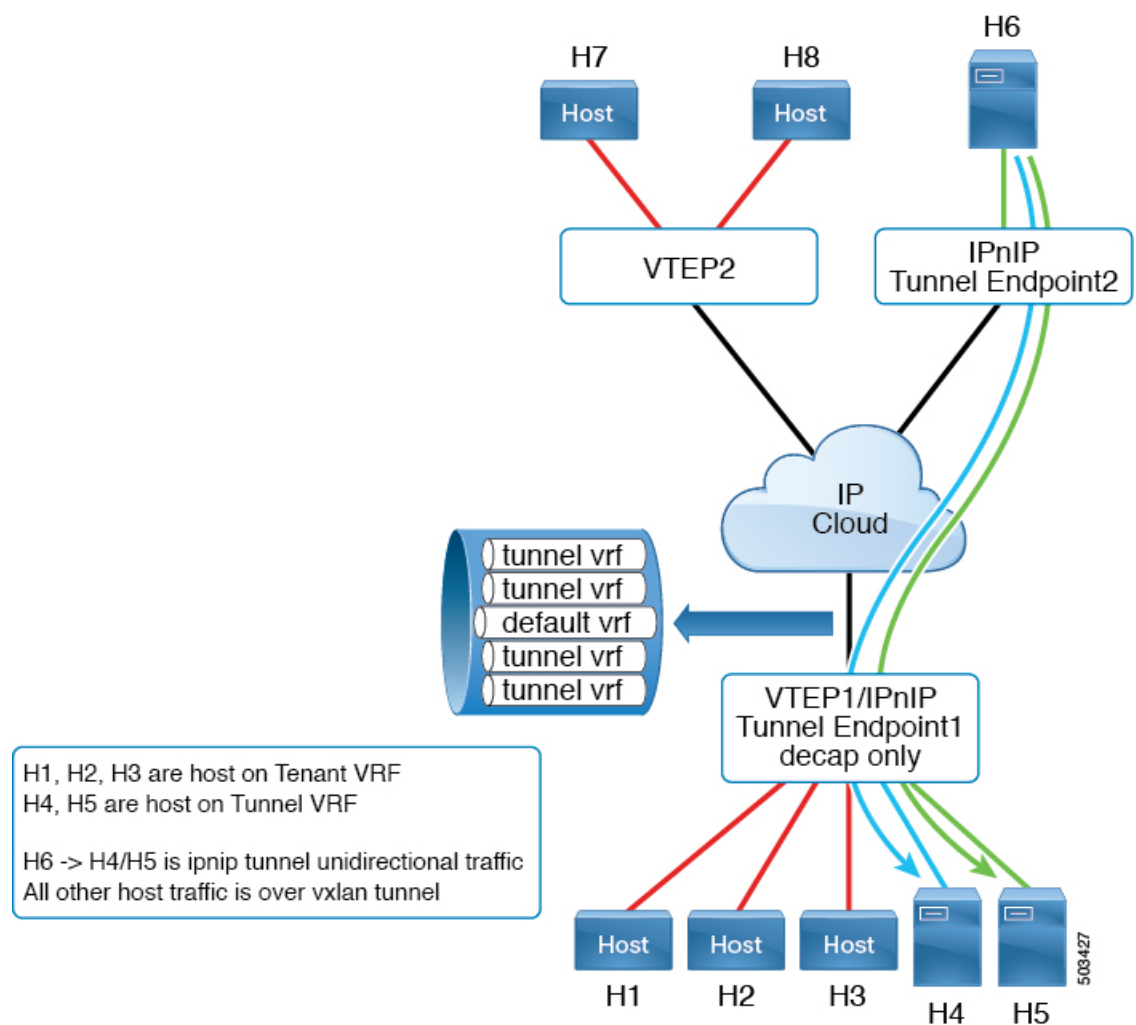 H6
H7
H8
Host
Host
VTEP2
IPnIP
Tunnel Endpoint2
IP
Cloud
tunnel vrf
tunnel vrf
default vrf
tunnel vrf
tunnel vrf
VTEP1/IPnIP
Tunnel Endpoint1
decap only
H1, H2, H3 are host on Tenant VRF
H4, H5 are host on Tunnel VRF
H6 -> H4/H5 is ipnip tunnel unidirectional traffic
All other host traffic is over vxlan tunnel
Host
Host
Host
H1
H2
H3
H4
H5
503427